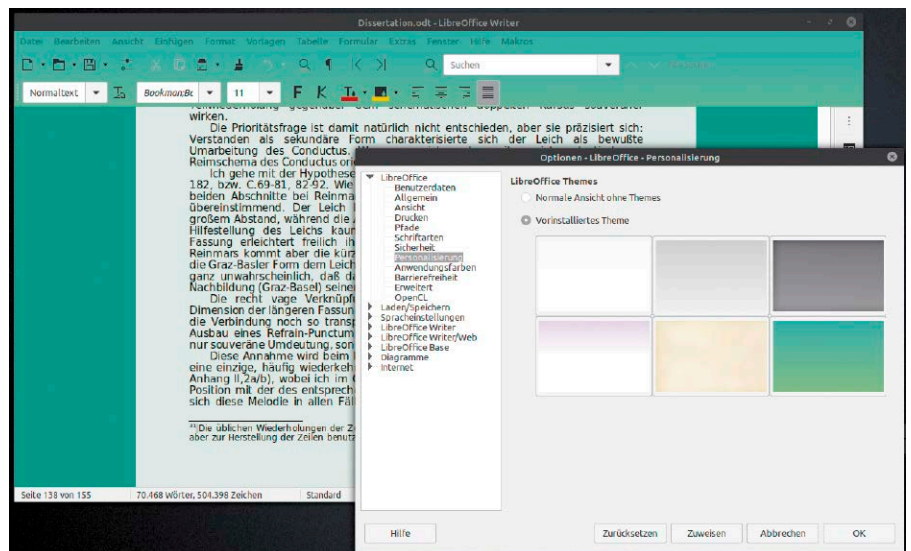 Dissertation.odt - LibreOffice Writer
Datei Bearbeiten Ansicht Einfügen Format Vorlagen Tabelle Formular Extras Fenster Hilfe Makros
Suchen
Normaltext Bookman;Bc 11 F K
wirken.
Die Prioritätsfrage ist damit natürlich nicht entschieden, aber sie präzisiert sich:
Verstanden als sekundäre Form charakterisierte sich der Leich als bewußte
Umarbeitung des Conductus.
Reimschema des Conductus ori
Ich gehe mit der Hypothese
182, bzw. C.69-81, 82-92. Wie
beiden Abschnitte bei Reinma
übereinstimmend. Der Leich
großem Abstand, während die
Hilfestellung des Leichs kaum
Fassung erleichtert freilich ih
Reinmars kommt aber die kürz
die Graz-Basler Form dem Leich
ganz unwahrscheinlich, daß da
Nachbildung (Graz-Basel) seine
Die recht vage Verknüpf
Dimension der längeren Fassun
die Verbindung noch so transp
Ausbau eines Refrain-Punctum
nur souveräne Umdeutung, son
Diese Annahme wird beim
eine einzige, häufig wiederkeh
Anhang II,2a/b), wobei ich im
Position mit der des entsprech
sich diese Melodie in allen Fäl
Die üblichen Wiederholungen der Z
aber zur Herstellung der Zeilen benutz
Seite 138 von 155 70.468 Wörter, 504.398 Zeichen Standard
Optionen - LibreOffice - Personalisierung
LibreOffice
Benutzerdaten
Allgemein
Ansicht
Drucken
Pfade
Schriftarten
Sicherheit
Personalisierung
Anwendungsfarben
Barrierefreiheit
Erweitert
OpenCL
Laden/Speichern
Spracheinstellungen
LibreOffice Writer
LibreOffice Writer/Web
LibreOffice Base
Diagramme
Internet
LibreOffice Themes
Normale Ansicht ohne Themes
Vorinstalliertes Theme
Hilfe Zurücksetzen Zuweisen Abbrechen OK